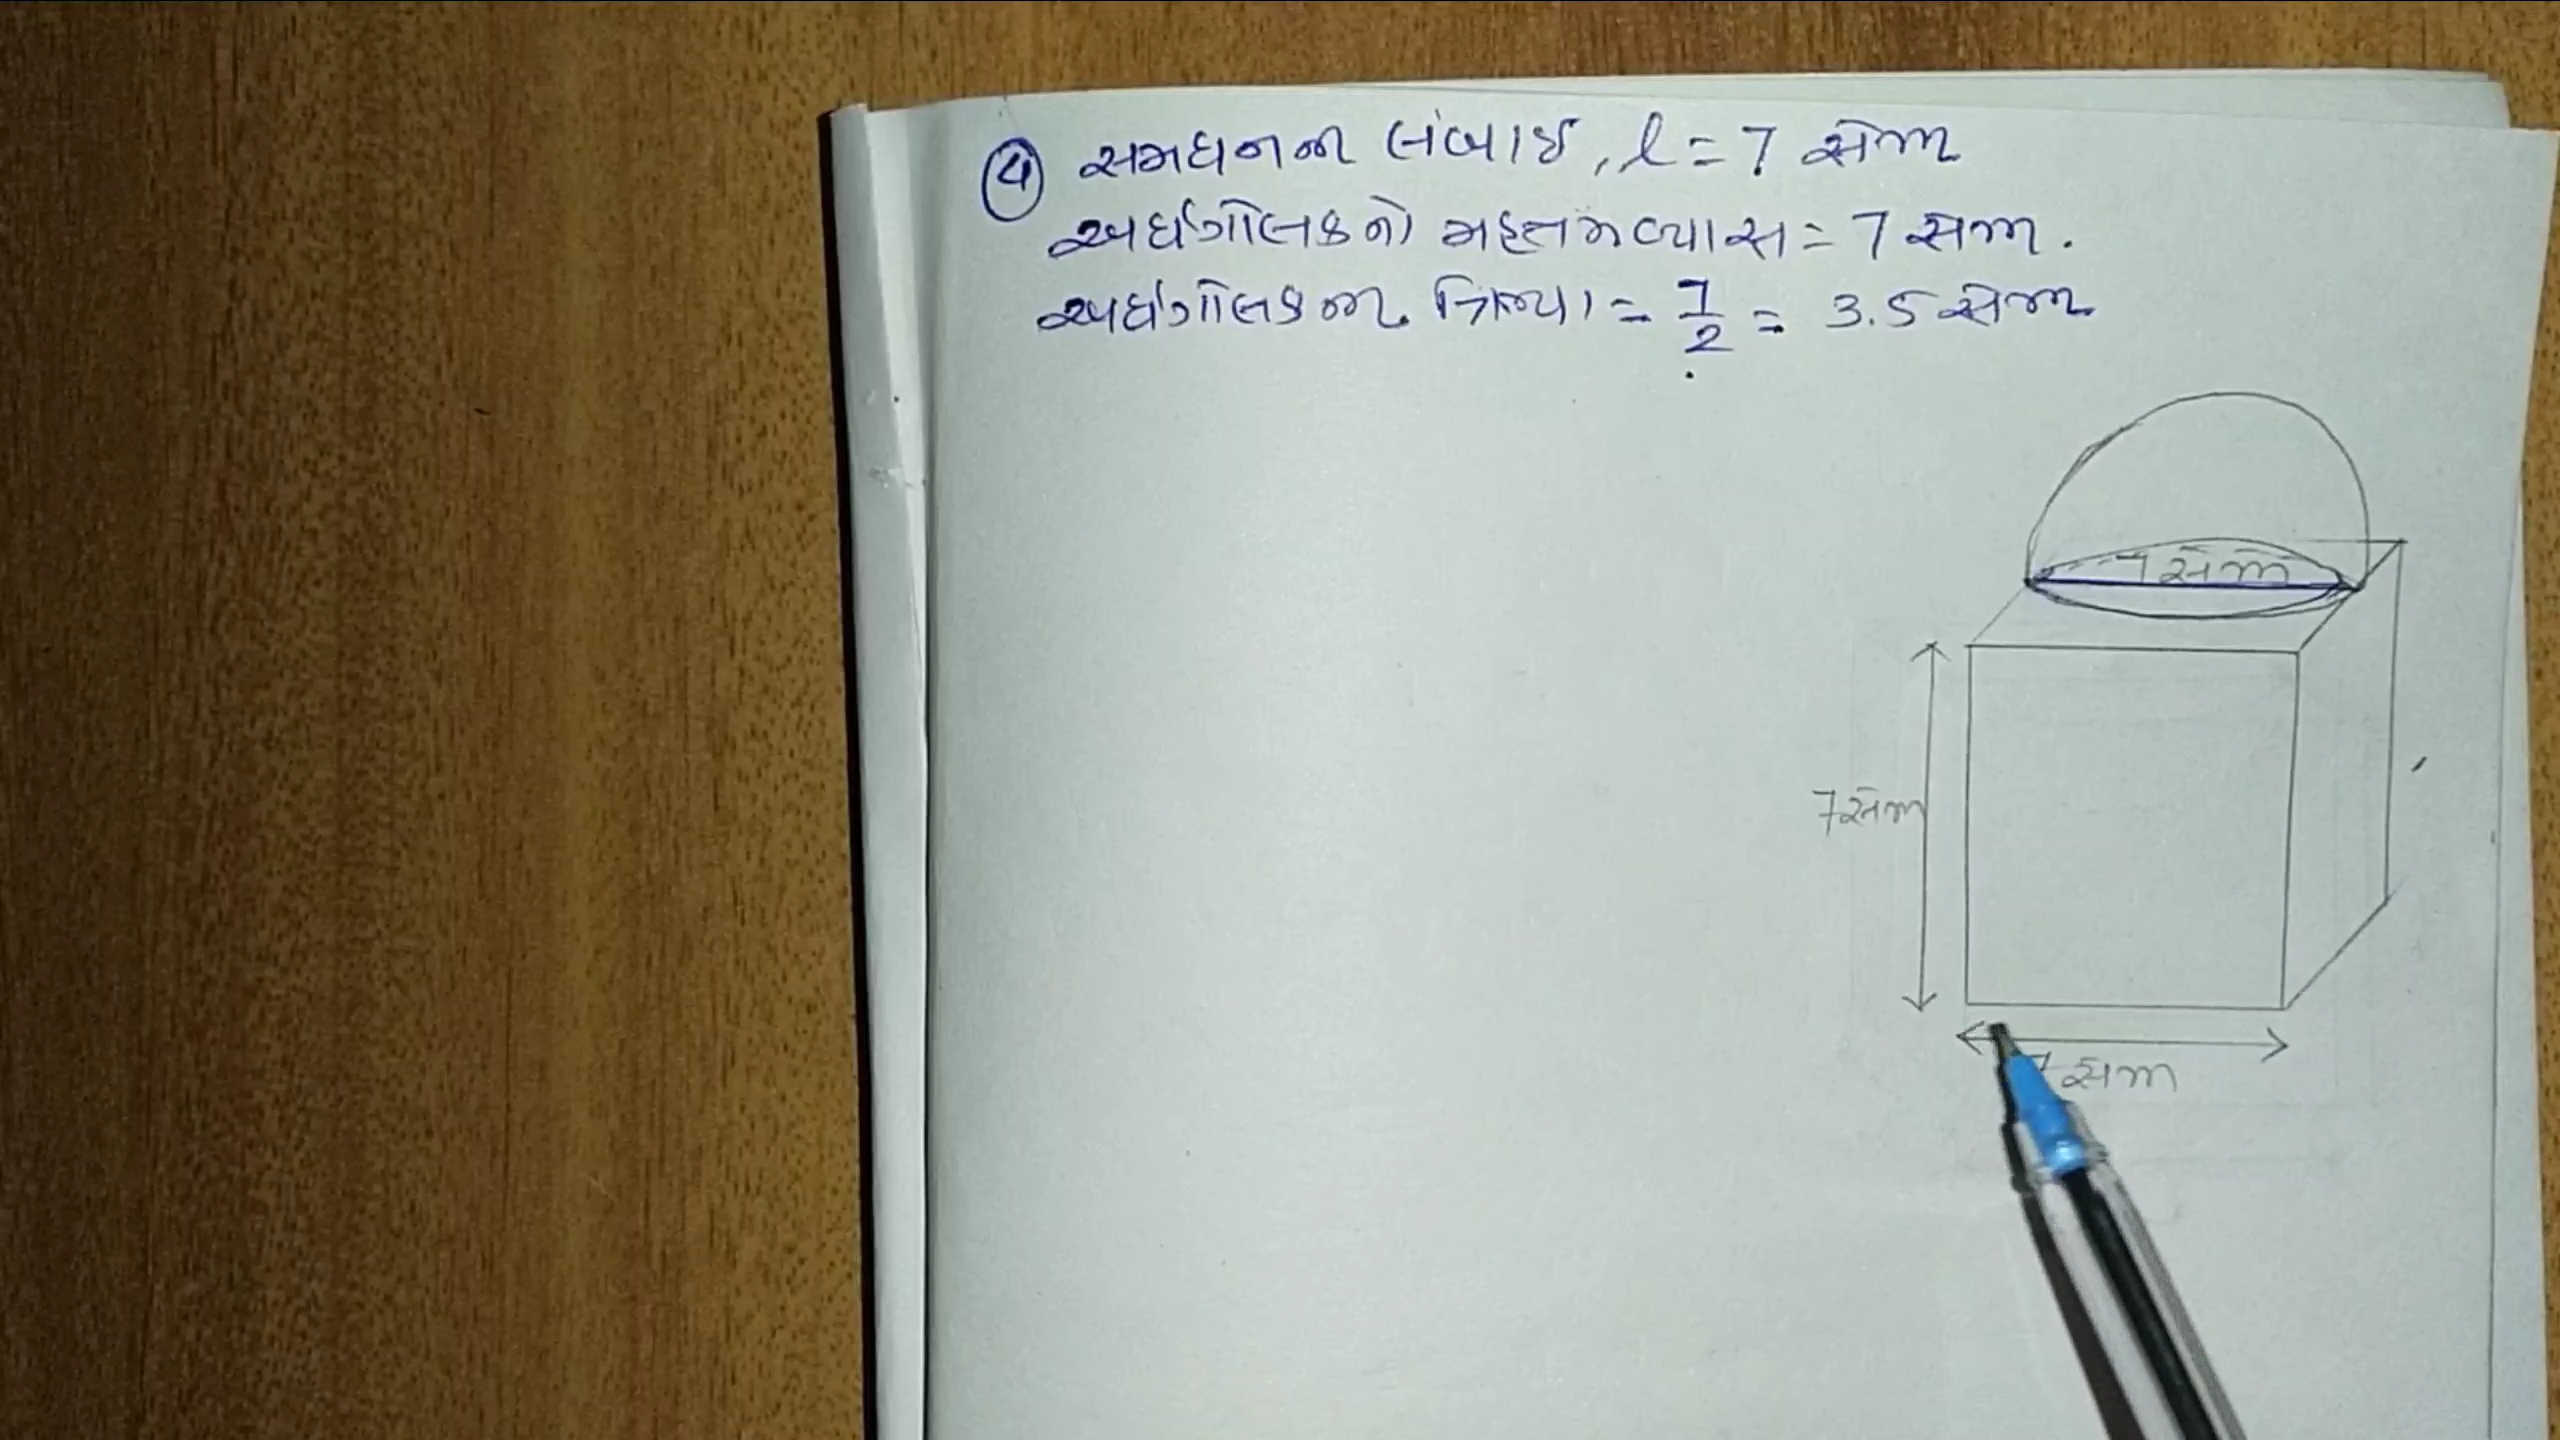 ④ સમઘનની લંબાઈ, l = 7 સેમી
અર્ધગોલકનો મહત્તમ વ્યાસ = 7 સેમી.
અર્ધગોલકની ત્રિજ્યા = 7/2 = 3.5 સેમી
7 સેમી
7 સેમી
7 સેમી